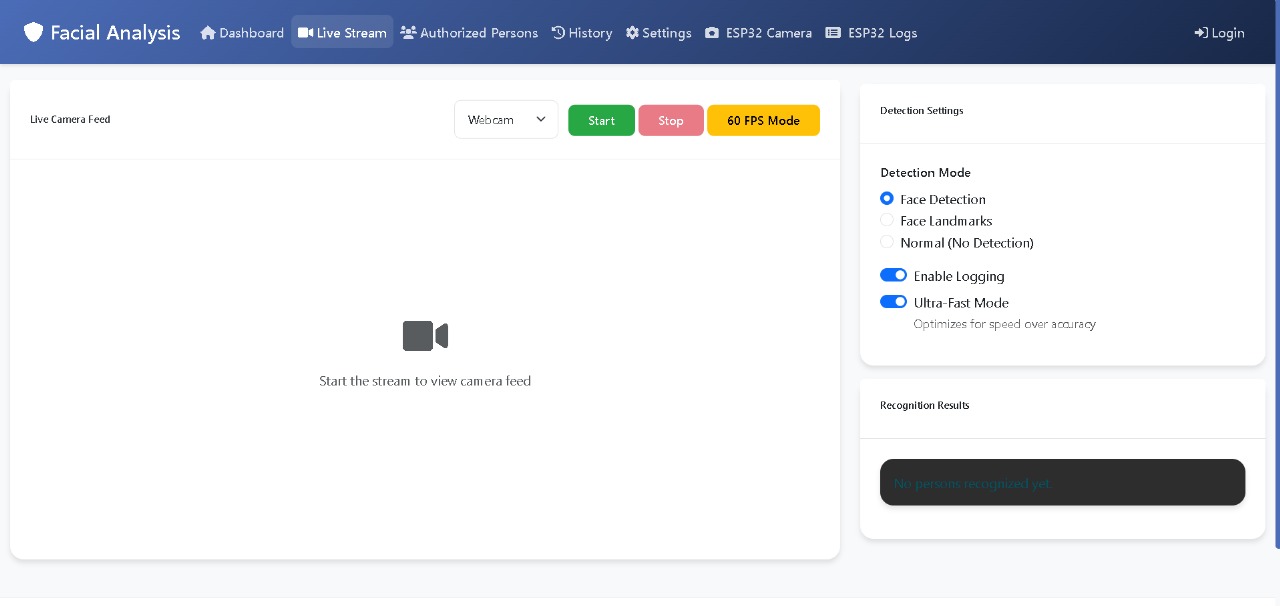 Facial Analysis Dashboard Live Stream Authorized Persons History Settings ESP32 Camera ESP32 Logs Login
Live Camera Feed Webcam Start Stop 60 FPS Mode
Start the stream to view camera feed
Detection Settings
Detection Mode
Face Detection
Face Landmarks
Normal (No Detection)
Enable Logging
Ultra-Fast Mode
Optimizes for speed over accuracy
Recognition Results
No persons recognized yet.